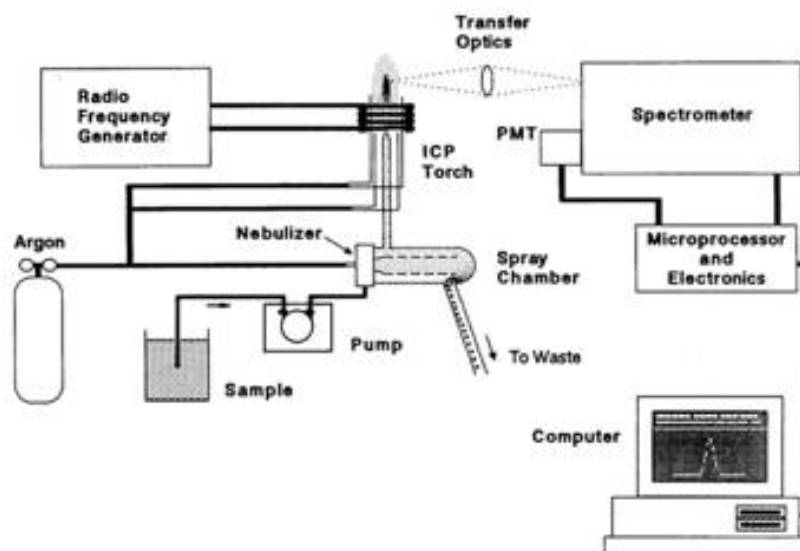 Transfer
Optics
Radio
Frequency
Generator
Spectrometer
PMT
ICP
Torch
Argon
Nebulizer
Microprocessor
and
Electronics
Spray
Chamber
Pump
To Waste
Sample
Computer